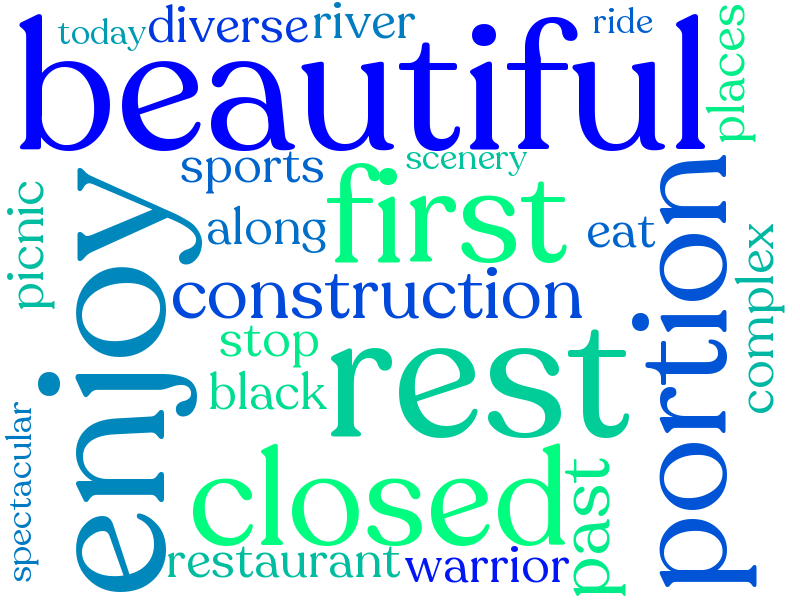 today
diverse
river
ride
beautiful
places
sports
scenery
picnic
enjoy
along
first
eat
portion
construction
complex
stop
rest
black
spectacular
closed
past
restaurant
warrior